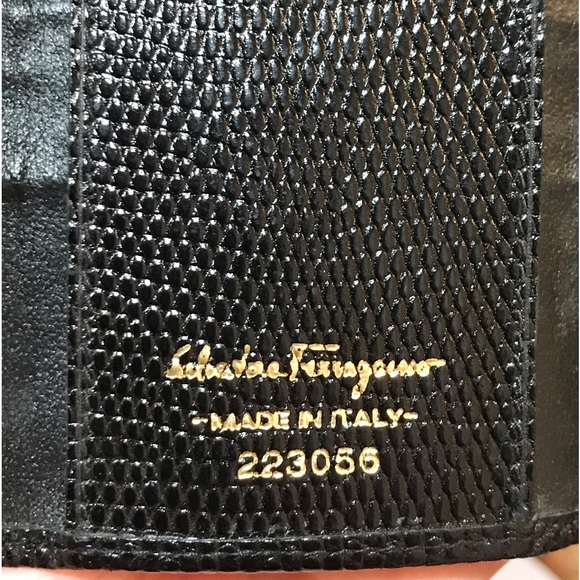 Salvatore Ferragamo
-MADE IN ITALY-
223056